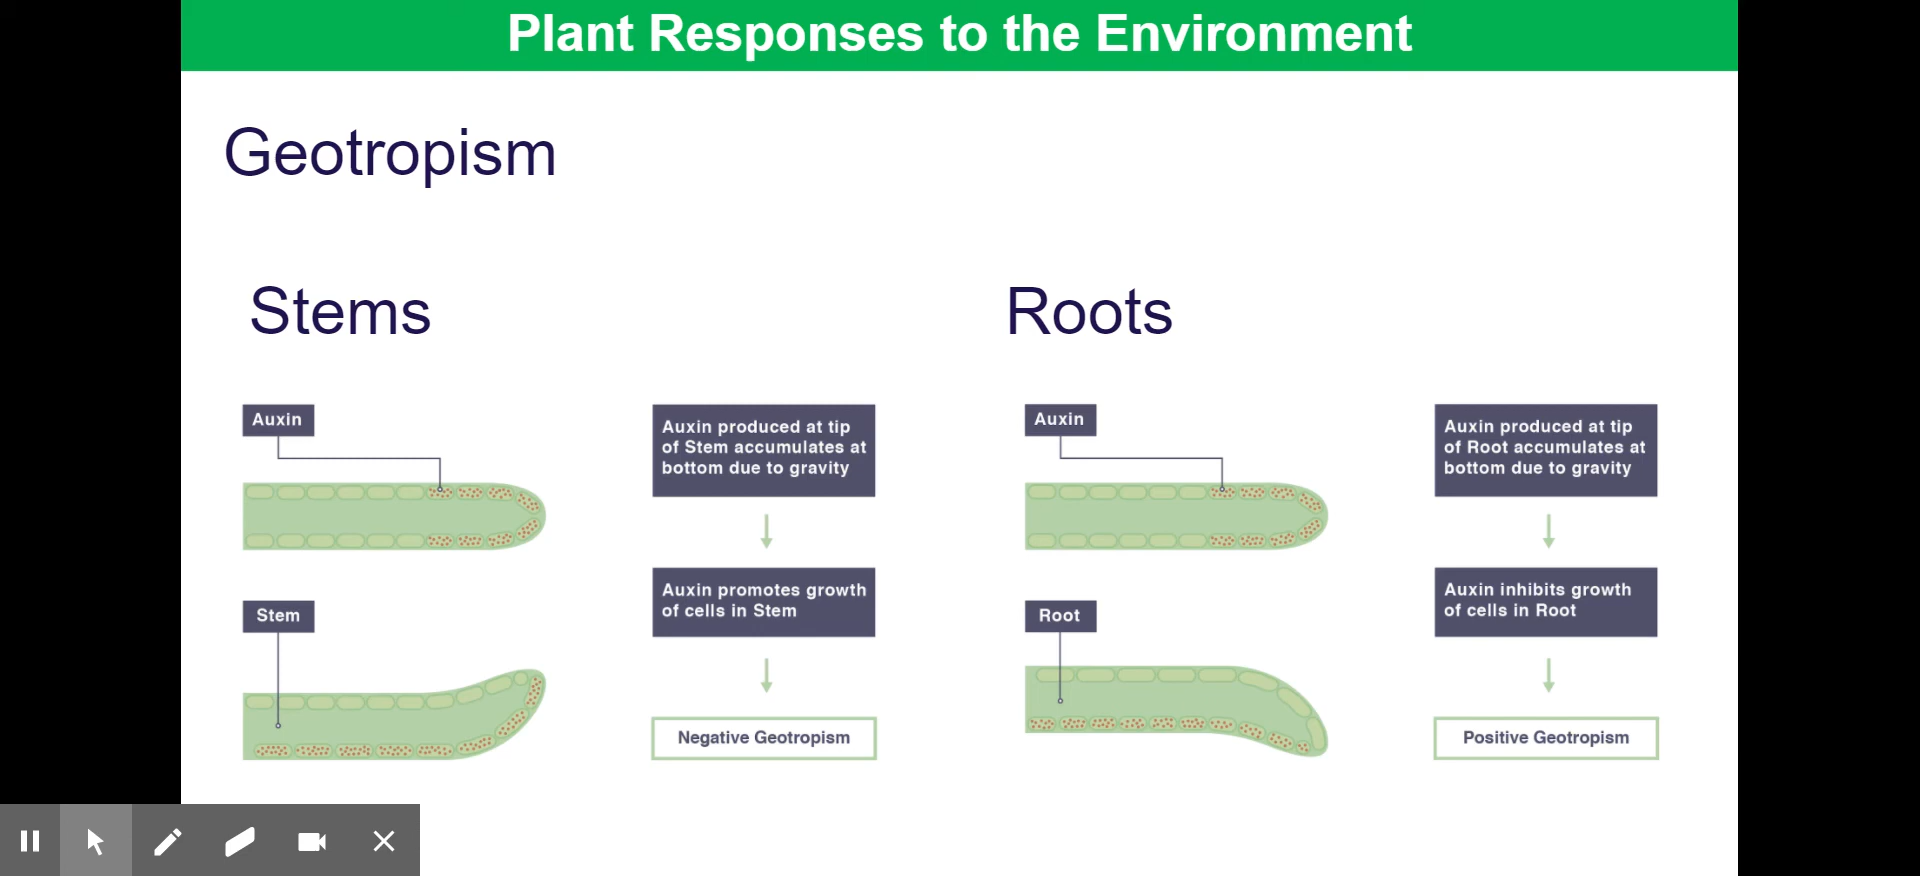 Plant Responses to the Environment
Geotropism
Stems
Auxin
Auxin produced at tip
of Stem accumulates at
bottom due to gravity
Stem
Auxin promotes growth
of cells in Stem
Negative Geotropism
Roots
Auxin
Auxin produced at tip
of Root accumulates at
bottom due to gravity
Root
Auxin inhibits growth
of cells in Root
Positive Geotropism